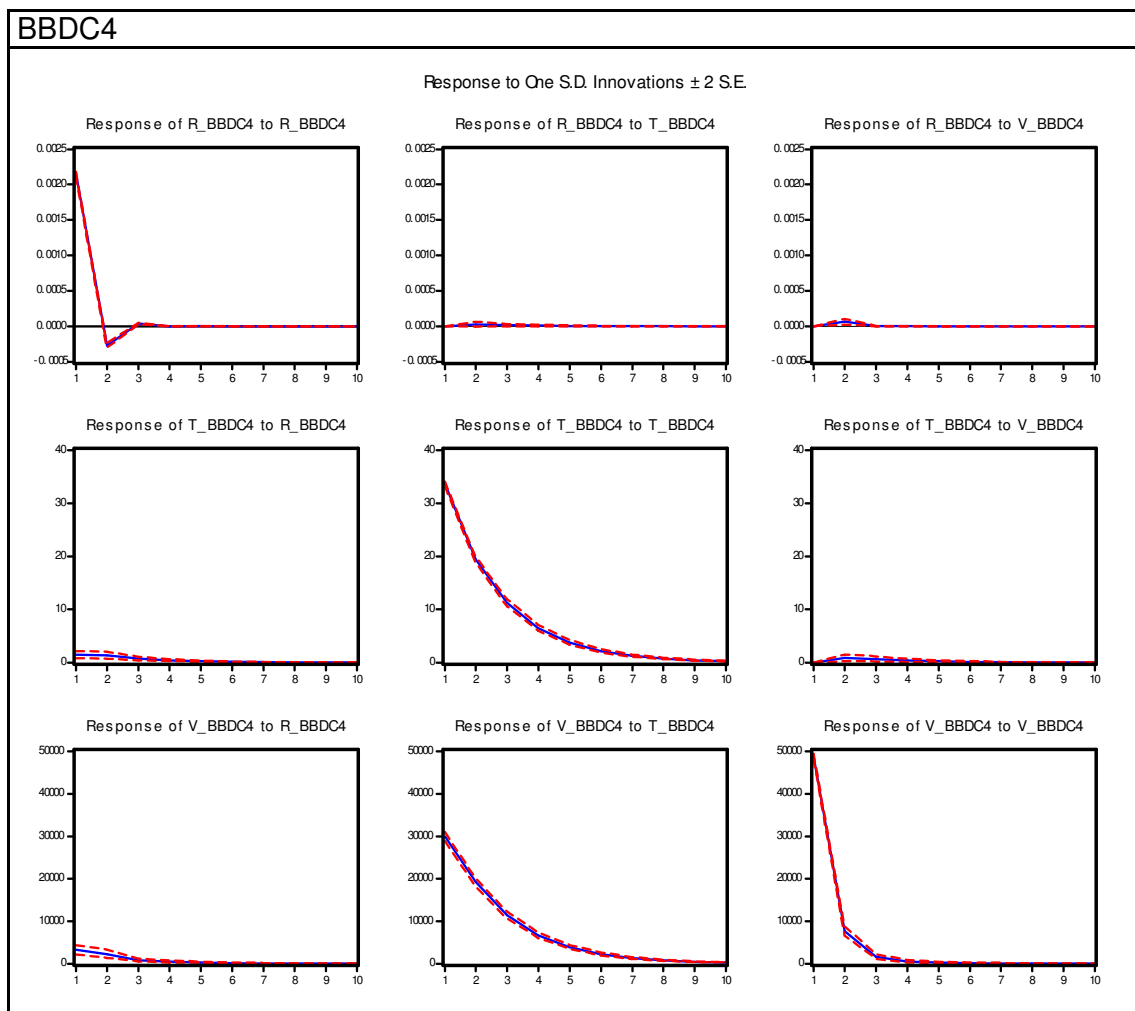 BBDC4
Response to One S.D. Innovations ± 2 S.E.
Response of R_BBDC4 to R_BBDC4
0.0025
0.0020
0.0015
0.0010
0.0005
0.0000
-0.0005
1 2 3 4 5 6 7 8 9 10
Response of R_BBDC4 to T_BBDC4
0.0025
0.0020
0.0015
0.0010
0.0005
0.0000
-0.0005
1 2 3 4 5 6 7 8 9 10
Response of R_BBDC4 to V_BBDC4
0.0025
0.0020
0.0015
0.0010
0.0005
0.0000
-0.0005
1 2 3 4 5 6 7 8 9 10
Response of T_BBDC4 to R_BBDC4
40
30
20
10
0
1 2 3 4 5 6 7 8 9 10
Response of T_BBDC4 to T_BBDC4
40
30
20
10
0
1 2 3 4 5 6 7 8 9 10
Response of T_BBDC4 to V_BBDC4
40
30
20
10
0
1 2 3 4 5 6 7 8 9 10
Response of V_BBDC4 to R_BBDC4
50000
40000
30000
20000
10000
0
1 2 3 4 5 6 7 8 9 10
Response of V_BBDC4 to T_BBDC4
50000
40000
30000
20000
10000
0
1 2 3 4 5 6 7 8 9 10
Response of V_BBDC4 to V_BBDC4
50000
40000
30000
20000
10000
0
1 2 3 4 5 6 7 8 9 10